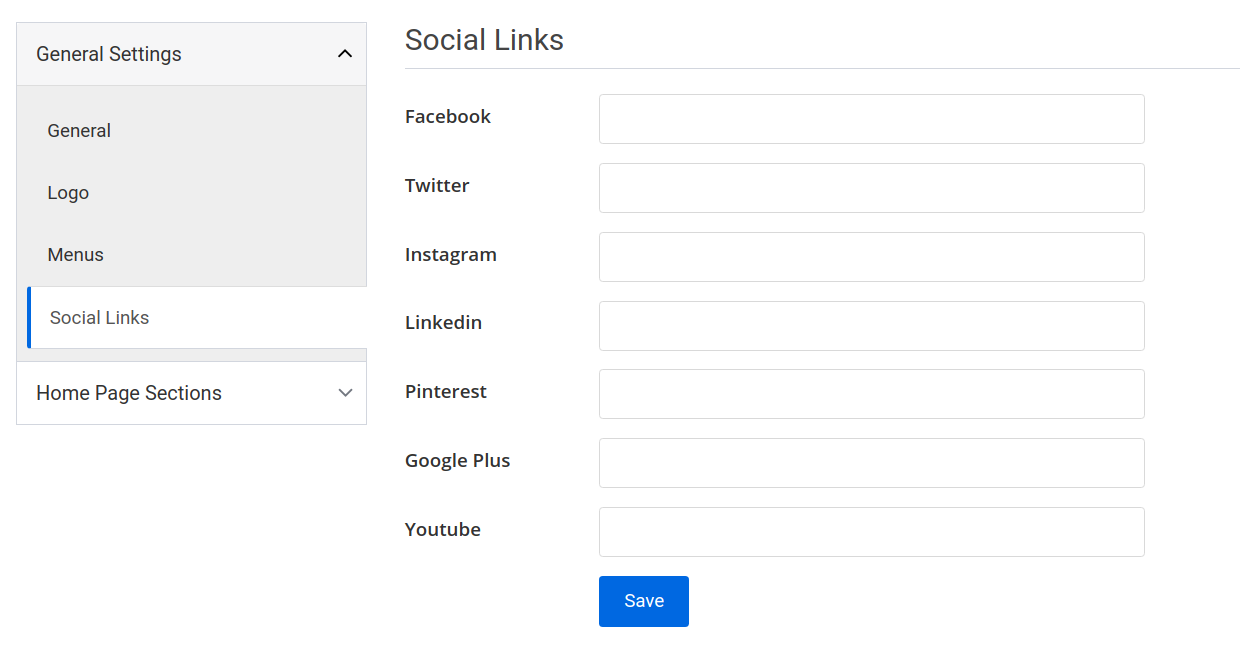 General Settings
General
Logo
Menus
Social Links
Home Page Sections
Social Links
Facebook
Twitter
Instagram
Linkedin
Pinterest
Google Plus
Youtube
Save